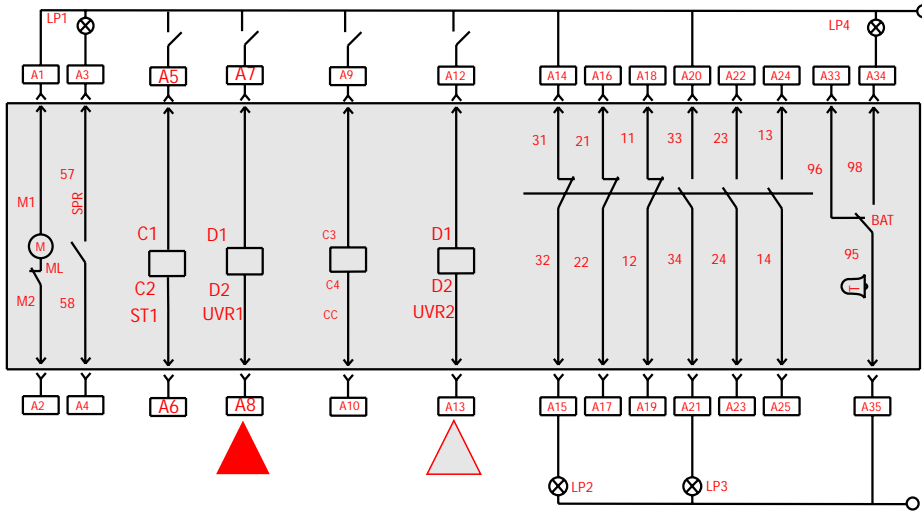 LP1
LP4
A1
A3
A5
A7
A9
A12
A14
A16
A18
A20
A22
A24
A33
A34
31
21
11
33
23
13
96
98
57
SPR
M1
C1
D1
C3
D1
BAT
M
ML
95
32
22
12
34
24
14
M2
58
C2
D2
C4
D2
T
ST1
UVR1
CC
UVR2
A2
A4
A6
A8
A10
A13
A15
A17
A19
A21
A23
A25
A35
LP2
LP3